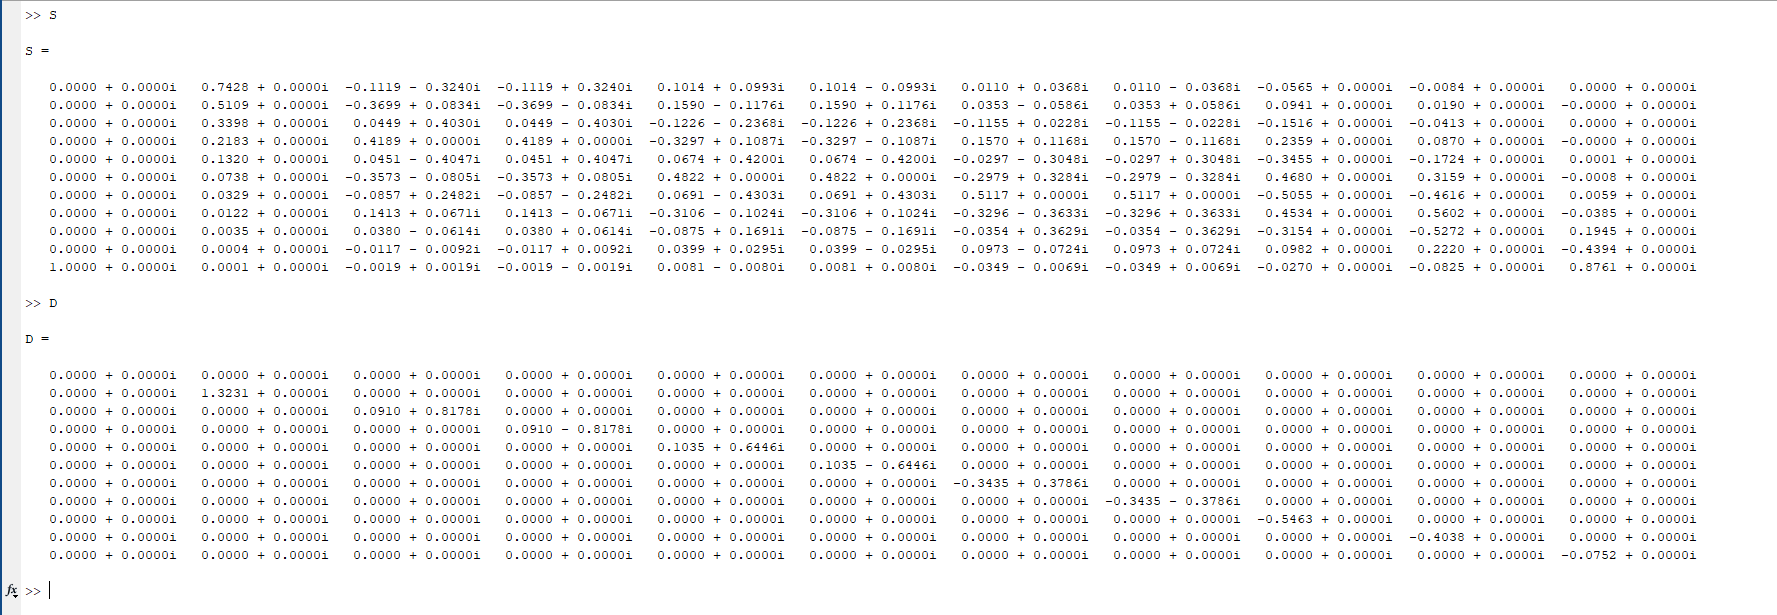 >> S
S =
0.0000 + 0.0000i 0.7428 + 0.0000i -0.1119 - 0.3240i -0.1119 + 0.3240i 0.1014 + 0.0993i 0.1014 - 0.0993i 0.0110 + 0.0368i 0.0110 - 0.0368i -0.0565 + 0.0000i -0.0084 + 0.0000i 0.0000 + 0.0000i
0.0000 + 0.0000i 0.5109 + 0.0000i -0.3699 + 0.0834i -0.3699 - 0.0834i 0.1590 - 0.1176i 0.1590 + 0.1176i 0.0353 - 0.0586i 0.0353 + 0.0586i 0.0941 + 0.0000i 0.0190 + 0.0000i -0.0000 + 0.0000i
0.0000 + 0.0000i 0.3398 + 0.0000i 0.0449 + 0.4030i 0.0449 - 0.4030i -0.1226 - 0.2368i -0.1226 + 0.2368i -0.1155 + 0.0228i -0.1155 - 0.0228i -0.1516 + 0.0000i -0.0413 + 0.0000i 0.0000 + 0.0000i
0.0000 + 0.0000i 0.2183 + 0.0000i 0.4189 + 0.0000i 0.4189 + 0.0000i -0.3297 + 0.1087i -0.3297 - 0.1087i 0.1570 + 0.1168i 0.1570 - 0.1168i 0.2359 + 0.0000i 0.0870 + 0.0000i -0.0000 + 0.0000i
0.0000 + 0.0000i 0.1320 + 0.0000i 0.0451 - 0.4047i 0.0451 + 0.4047i 0.0674 + 0.4200i 0.0674 - 0.4200i -0.0297 - 0.3048i -0.0297 + 0.3048i -0.3455 + 0.0000i -0.1724 + 0.0000i 0.0001 + 0.0000i
0.0000 + 0.0000i 0.0738 + 0.0000i -0.3573 - 0.0805i -0.3573 + 0.0805i 0.4822 + 0.0000i 0.4822 + 0.0000i -0.2979 + 0.3284i -0.2979 - 0.3284i 0.4680 + 0.0000i 0.3159 + 0.0000i -0.0008 + 0.0000i
0.0000 + 0.0000i 0.0329 + 0.0000i -0.0857 + 0.2482i -0.0857 - 0.2482i 0.0691 - 0.4303i 0.0691 + 0.4303i 0.5117 + 0.0000i 0.5117 + 0.0000i -0.5055 + 0.0000i -0.4616 + 0.0000i 0.0059 + 0.0000i
0.0000 + 0.0000i 0.0122 + 0.0000i 0.1413 + 0.0671i 0.1413 - 0.0671i -0.3106 - 0.1024i -0.3106 + 0.1024i -0.3296 - 0.3633i -0.3296 + 0.3633i 0.4534 + 0.0000i 0.5602 + 0.0000i -0.0385 + 0.0000i
0.0000 + 0.0000i 0.0035 + 0.0000i 0.0380 - 0.0614i 0.0380 + 0.0614i -0.0875 + 0.1691i -0.0875 - 0.1691i -0.0354 + 0.3629i -0.0354 - 0.3629i -0.3154 + 0.0000i -0.5272 + 0.0000i 0.1945 + 0.0000i
0.0000 + 0.0000i 0.0004 + 0.0000i -0.0117 - 0.0092i -0.0117 + 0.0092i 0.0399 + 0.0295i 0.0399 - 0.0295i 0.0973 - 0.0724i 0.0973 + 0.0724i 0.0982 + 0.0000i 0.2220 + 0.0000i -0.4394 + 0.0000i
1.0000 + 0.0000i 0.0001 + 0.0000i -0.0019 + 0.0019i -0.0019 - 0.0019i 0.0081 - 0.0080i 0.0081 + 0.0080i -0.0349 - 0.0069i -0.0349 + 0.0069i -0.0270 + 0.0000i -0.0825 + 0.0000i 0.8761 + 0.0000i
>> D
D =
0.0000 + 0.0000i 0.0000 + 0.0000i 0.0000 + 0.0000i 0.0000 + 0.0000i 0.0000 + 0.0000i 0.0000 + 0.0000i 0.0000 + 0.0000i 0.0000 + 0.0000i 0.0000 + 0.0000i 0.0000 + 0.0000i 0.0000 + 0.0000i
0.0000 + 0.0000i 1.3231 + 0.0000i 0.0000 + 0.0000i 0.0000 + 0.0000i 0.0000 + 0.0000i 0.0000 + 0.0000i 0.0000 + 0.0000i 0.0000 + 0.0000i 0.0000 + 0.0000i 0.0000 + 0.0000i 0.0000 + 0.0000i
0.0000 + 0.0000i 0.0000 + 0.0000i 0.0910 + 0.8178i 0.0000 + 0.0000i 0.0000 + 0.0000i 0.0000 + 0.0000i 0.0000 + 0.0000i 0.0000 + 0.0000i 0.0000 + 0.0000i 0.0000 + 0.0000i 0.0000 + 0.0000i
0.0000 + 0.0000i 0.0000 + 0.0000i 0.0000 + 0.0000i 0.0910 - 0.8178i 0.0000 + 0.0000i 0.0000 + 0.0000i 0.0000 + 0.0000i 0.0000 + 0.0000i 0.0000 + 0.0000i 0.0000 + 0.0000i 0.0000 + 0.0000i
0.0000 + 0.0000i 0.0000 + 0.0000i 0.0000 + 0.0000i 0.0000 + 0.0000i 0.1035 + 0.6446i 0.0000 + 0.0000i 0.0000 + 0.0000i 0.0000 + 0.0000i 0.0000 + 0.0000i 0.0000 + 0.0000i 0.0000 + 0.0000i
0.0000 + 0.0000i 0.0000 + 0.0000i 0.0000 + 0.0000i 0.0000 + 0.0000i 0.0000 + 0.0000i 0.1035 - 0.6446i 0.0000 + 0.0000i 0.0000 + 0.0000i 0.0000 + 0.0000i 0.0000 + 0.0000i 0.0000 + 0.0000i
0.0000 + 0.0000i 0.0000 + 0.0000i 0.0000 + 0.0000i 0.0000 + 0.0000i 0.0000 + 0.0000i 0.0000 + 0.0000i -0.3435 + 0.3786i 0.0000 + 0.0000i 0.0000 + 0.0000i 0.0000 + 0.0000i 0.0000 + 0.0000i
0.0000 + 0.0000i 0.0000 + 0.0000i 0.0000 + 0.0000i 0.0000 + 0.0000i 0.0000 + 0.0000i 0.0000 + 0.0000i 0.0000 + 0.0000i -0.3435 - 0.3786i 0.0000 + 0.0000i 0.0000 + 0.0000i 0.0000 + 0.0000i
0.0000 + 0.0000i 0.0000 + 0.0000i 0.0000 + 0.0000i 0.0000 + 0.0000i 0.0000 + 0.0000i 0.0000 + 0.0000i 0.0000 + 0.0000i 0.0000 + 0.0000i -0.5463 + 0.0000i 0.0000 + 0.0000i 0.0000 + 0.0000i
0.0000 + 0.0000i 0.0000 + 0.0000i 0.0000 + 0.0000i 0.0000 + 0.0000i 0.0000 + 0.0000i 0.0000 + 0.0000i 0.0000 + 0.0000i 0.0000 + 0.0000i 0.0000 + 0.0000i -0.4038 + 0.0000i 0.0000 + 0.0000i
0.0000 + 0.0000i 0.0000 + 0.0000i 0.0000 + 0.0000i 0.0000 + 0.0000i 0.0000 + 0.0000i 0.0000 + 0.0000i 0.0000 + 0.0000i 0.0000 + 0.0000i 0.0000 + 0.0000i 0.0000 + 0.0000i -0.0752 + 0.0000i
fx >>